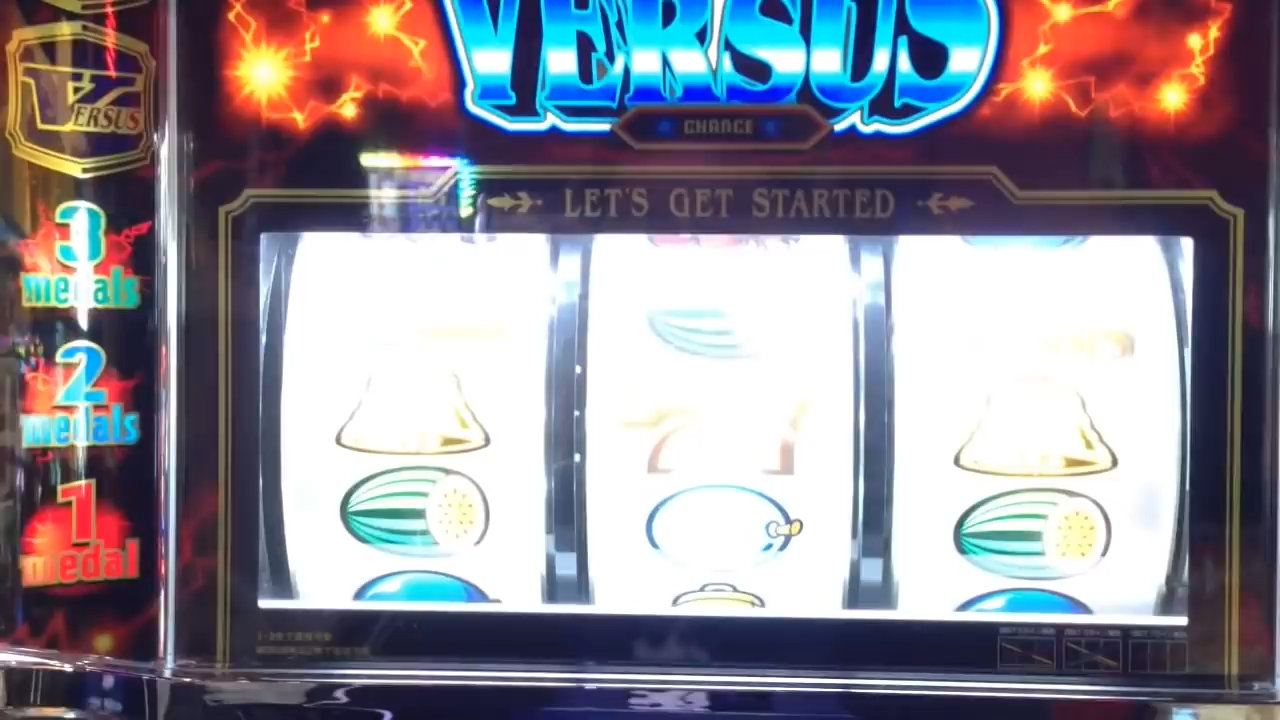 VERSUS
CHANCE
VERSUS
LET'S GET STARTED
3
medals
2
medals
1
medal